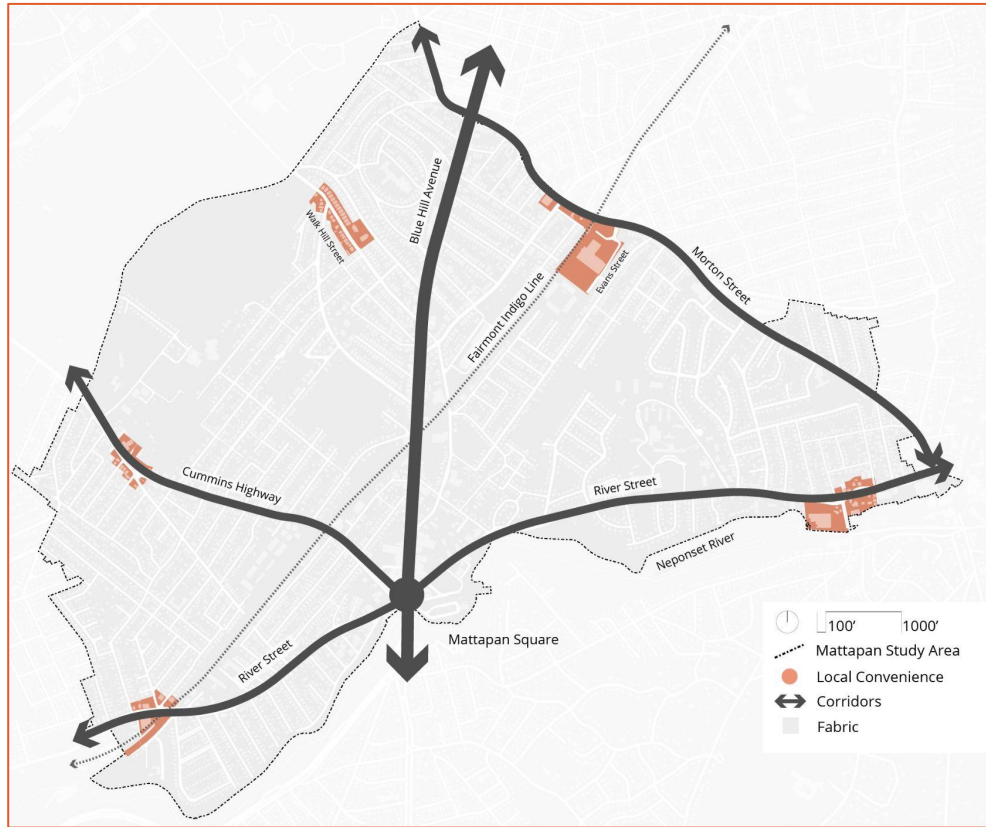 Blue Hill Avenue
Walk Hill Street
Evans Street
Morton Street
Fairmont Indigo Line
Cummins Highway
River Street
Neponset River
Mattapan Square
River Street
100' 1000'
Mattapan Study Area
Local Convenience
Corridors
Fabric